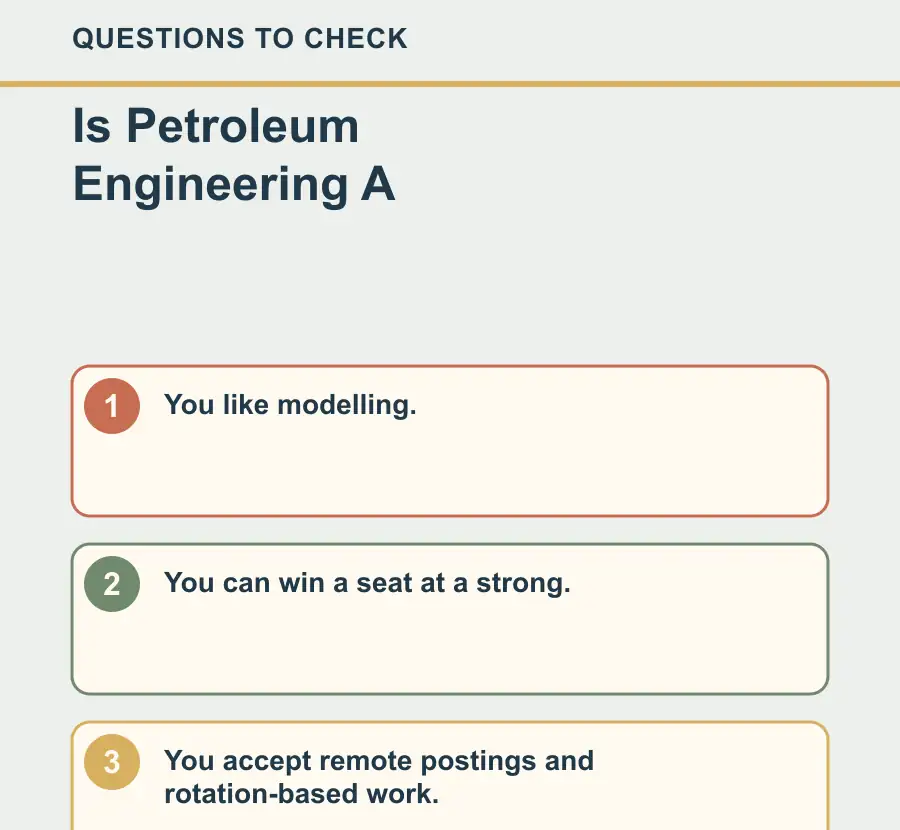 QUESTIONS TO CHECK
Is Petroleum
Engineering A
1
You like modelling.
2
You can win a seat at a strong.
3
You accept remote postings and
rotation-based work.